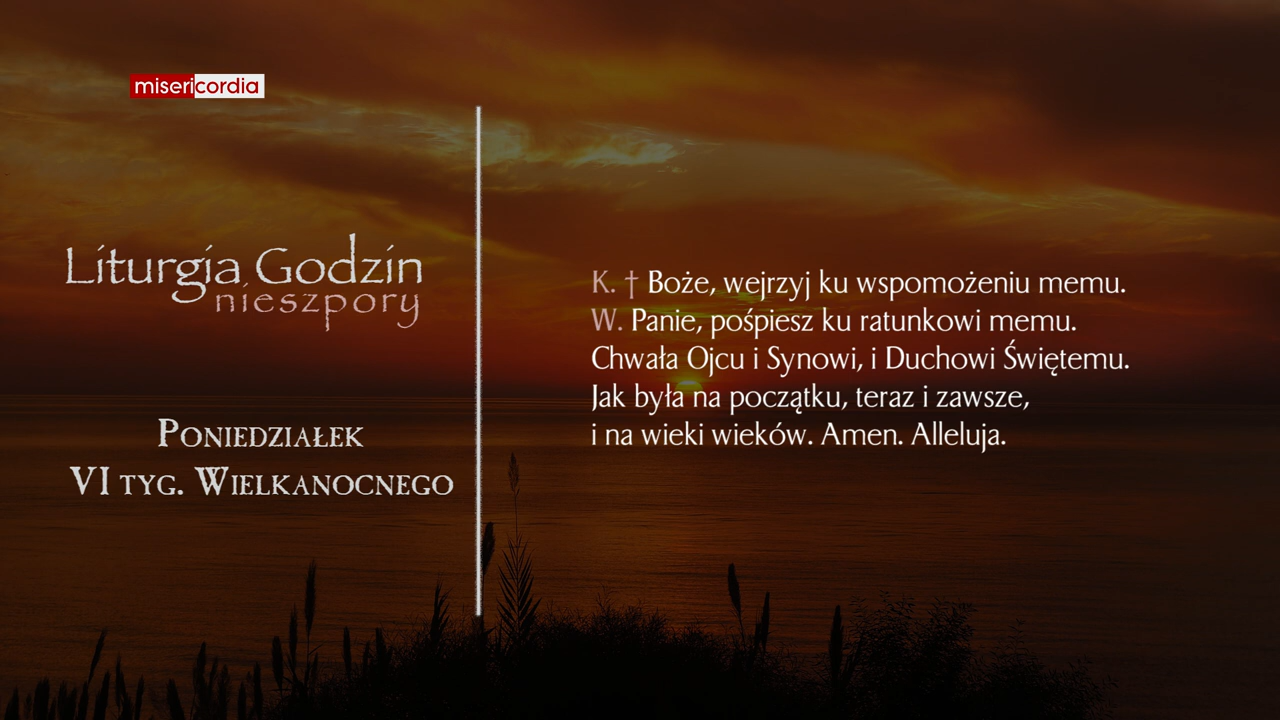 misericordia
Liturgia Godzin
nieszpory
Poniedziałek
VI tyg. Wielkanocnego
K. † Boże, wejrzyj ku wspomożeniu memu.
W. Panie, pośpiesz ku ratunkowi memu.
Chwała Ojcu i Synowi, i Duchowi Świętemu.
Jak była na początku, teraz i zawsze,
i na wieki wieków. Amen. Alleluja.